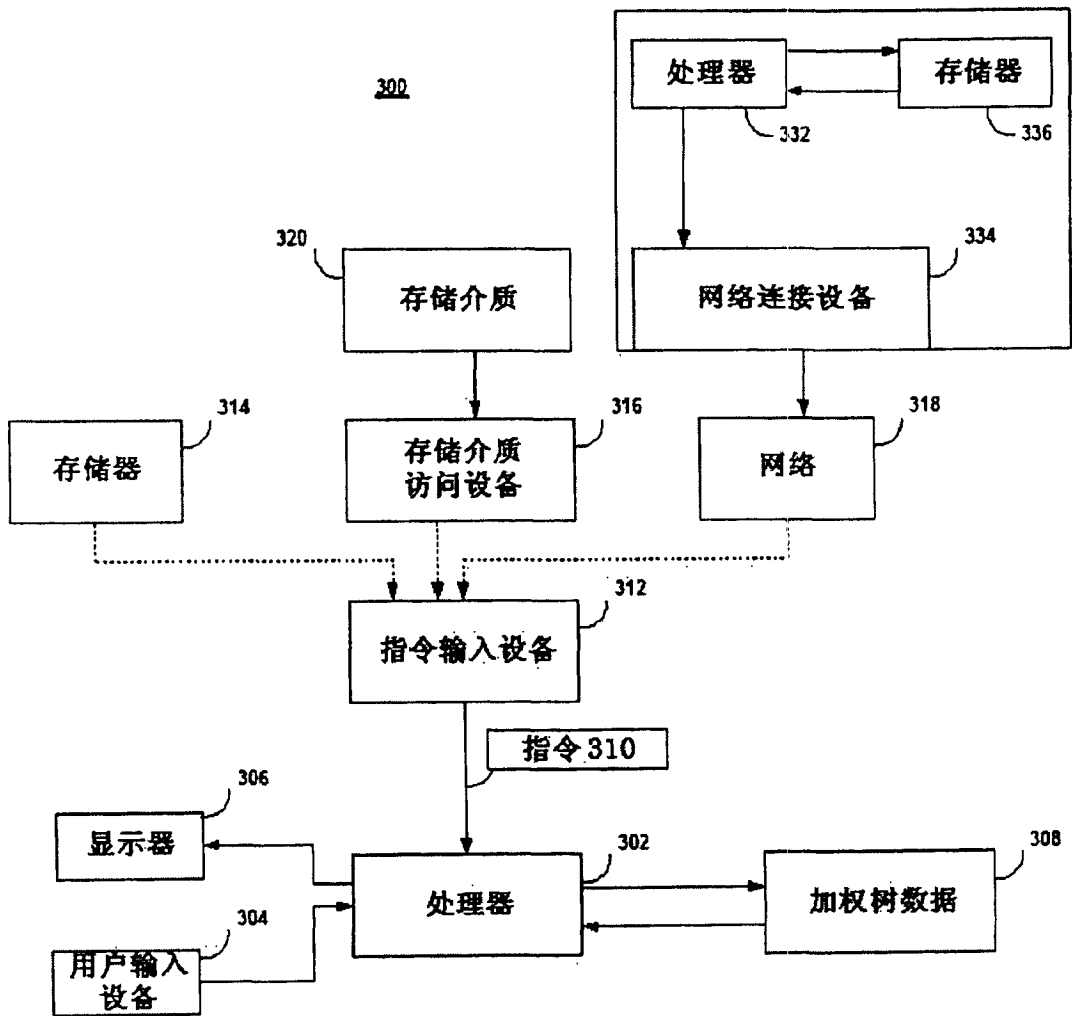 300
处理器
332
存储器
336
320
存储介质
334
网络连接设备
314
存储器
316
存储介质
访问设备
318
网络
312
指令输入设备
指令 310
306
显示器
302
处理器
308
加权树数据
304
用户输入
设备